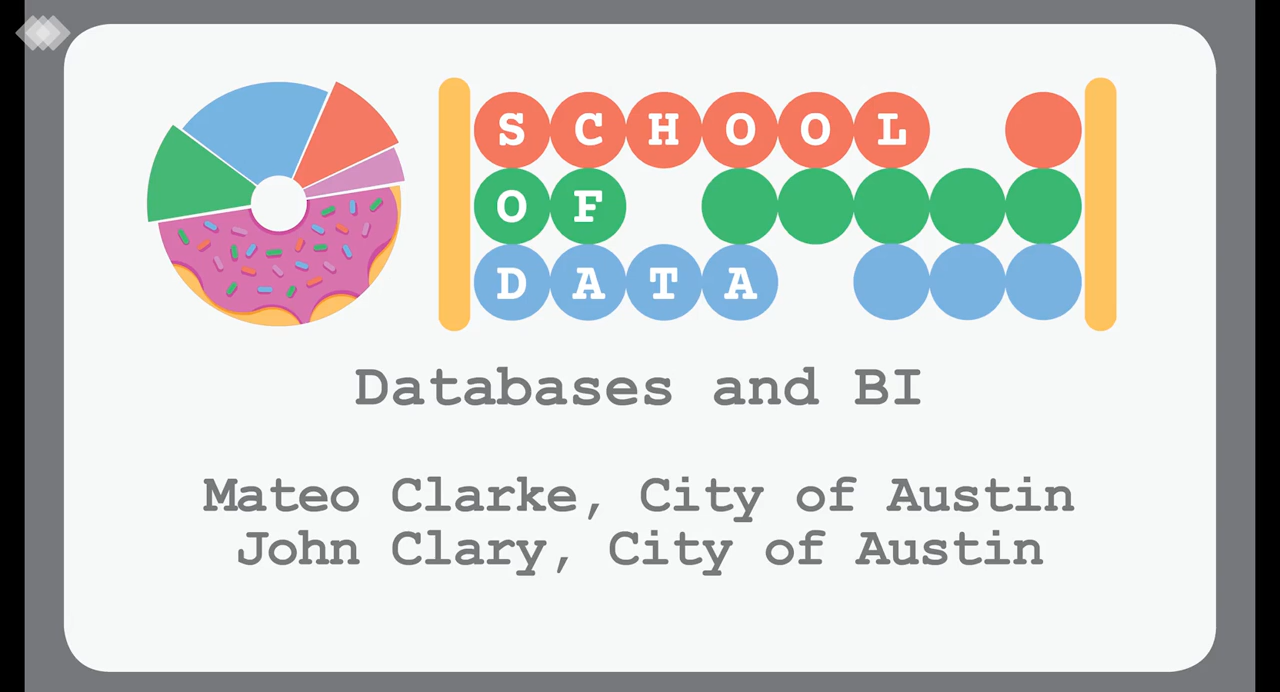 SCHOOL
OF
DATA
Databases and BI
Mateo Clarke, City of Austin
John Clary, City of Austin